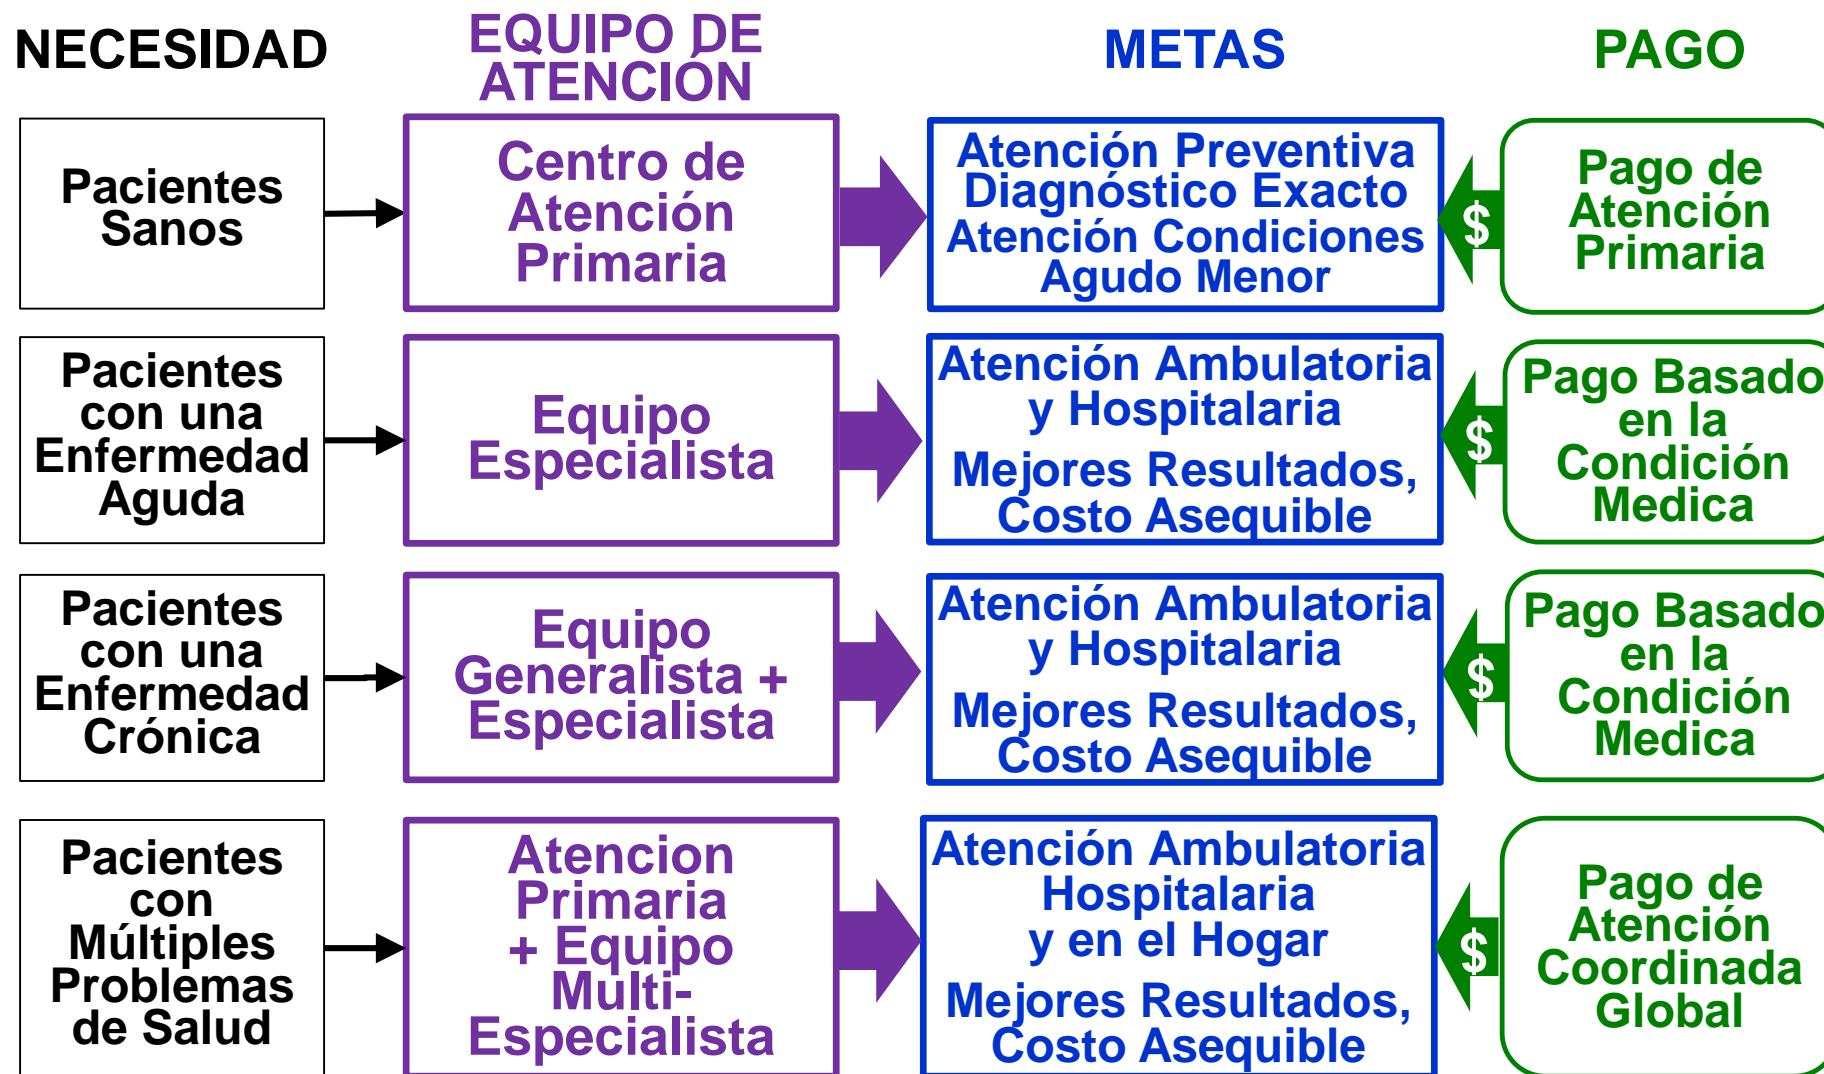 NECESIDAD
EQUIPO DE
ATENCIÓN
METAS
PAGO
Pacientes
Sanos
Centro de
Atención
Primaria
Atención Preventiva
Diagnóstico Exacto
Atención Condiciones
Agudo Menor
$
Pago de
Atención
Primaria
Pacientes
con una
Enfermedad
Aguda
Equipo
Especialista
Atención Ambulatoria
y Hospitalaria
Mejores Resultados,
Costo Asequible
$
Pago Basado
en la
Condición
Medica
Pacientes
con una
Enfermedad
Crónica
Equipo
Generalista +
Especialista
Atención Ambulatoria
y Hospitalaria
Mejores Resultados,
Costo Asequible
$
Pago Basado
en la
Condición
Medica
Pacientes
con
Múltiples
Problemas
de Salud
Atencion
Primaria
+ Equipo
Multi-
Especialista
Atención Ambulatoria
Hospitalaria
y en el Hogar
Mejores Resultados,
Costo Asequible
$
Pago de
Atención
Coordinada
Global